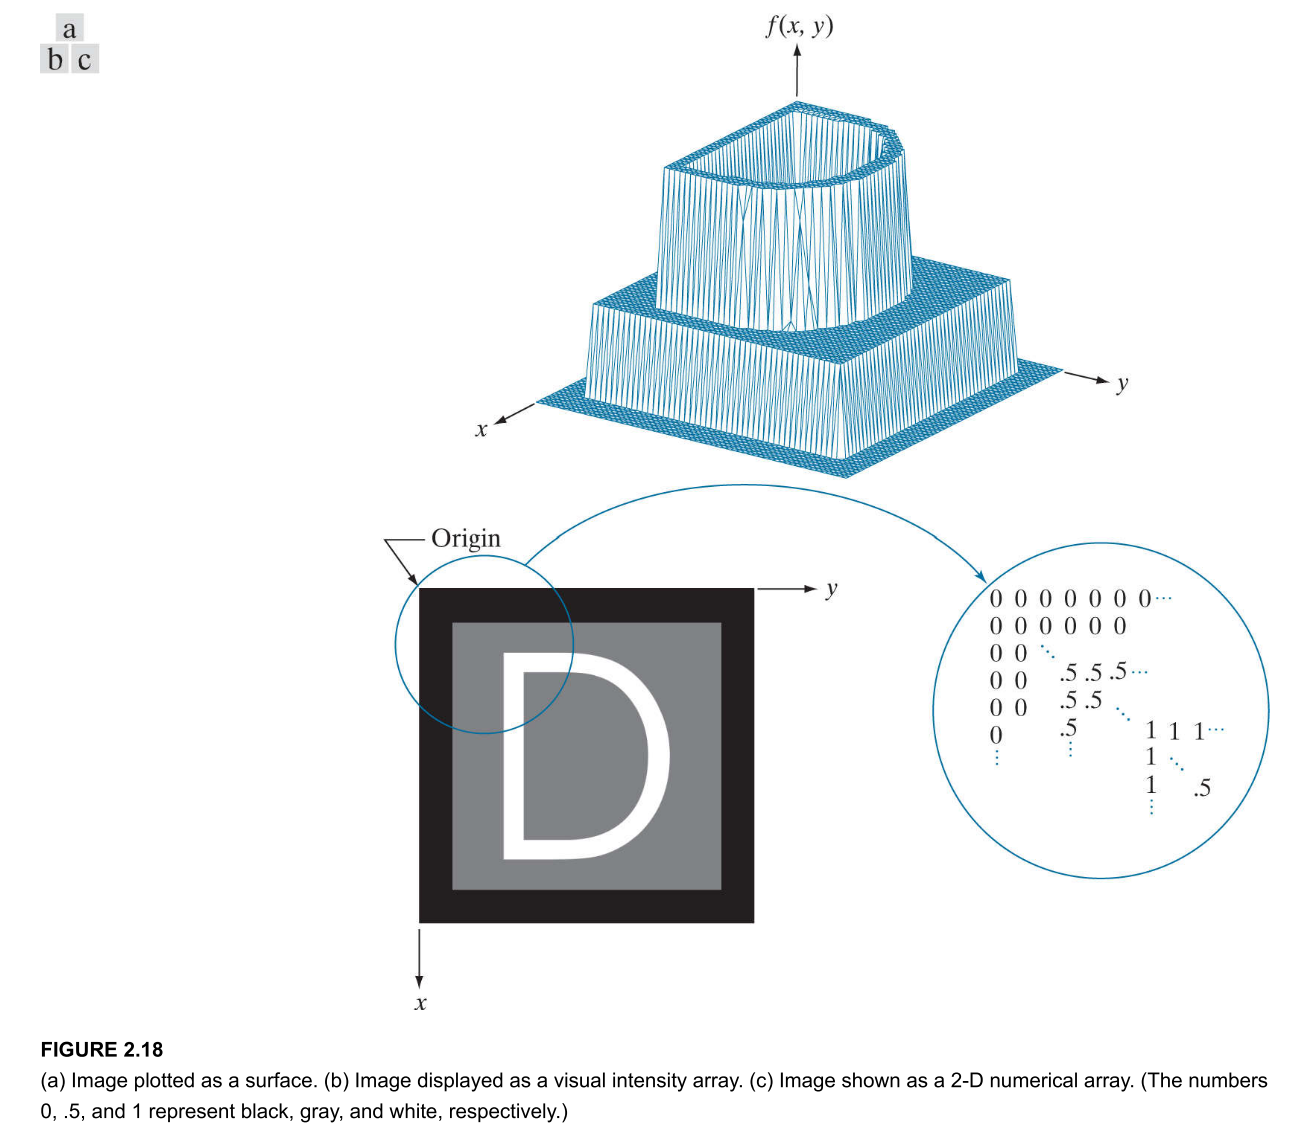 a
b c
f(x, y)
y
x
Origin
y
0 0 0 0 0 0 0 ⋯
0 0 0 0 0 0
0 0 ⋱
.5 .5 .5 ⋯
0 0
0 0 .5 .5 ⋱
0 .5
1 1 1 ⋯
⋮ ⋮
1 ⋱
1 .5
⋮
x
FIGURE 2.18
(a) Image plotted as a surface. (b) Image displayed as a visual intensity array. (c) Image shown as a 2-D numerical array. (The numbers
0, .5, and 1 represent black, gray, and white, respectively.)
D